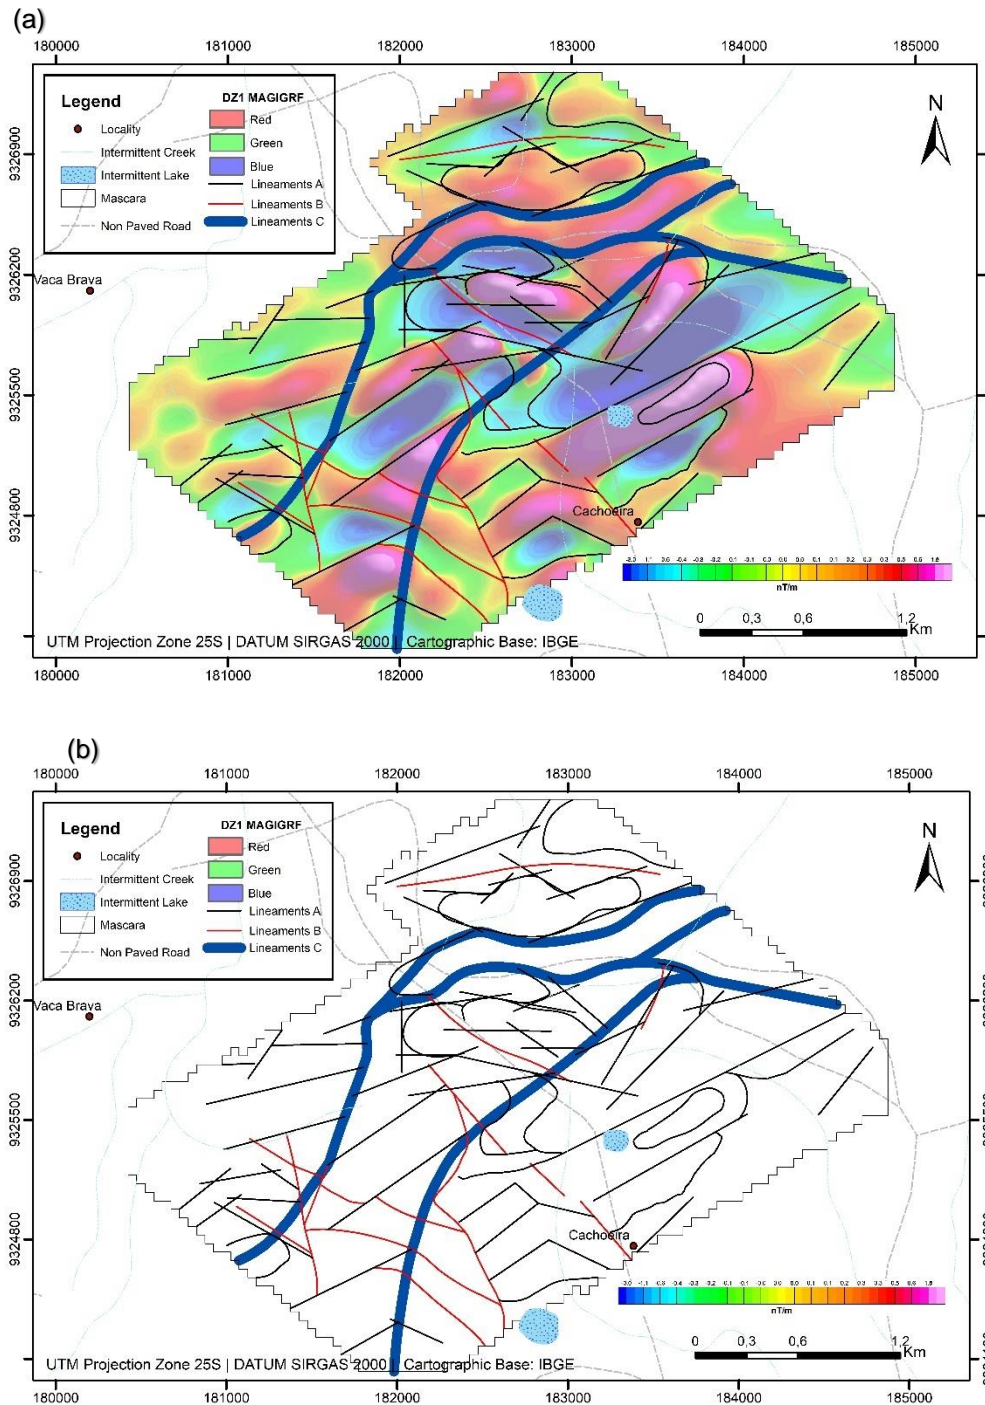 (a)
180000 181000 182000 183000 184000 185000
Legend
Locality
Intermittent Creek
Intermittent Lake
Mascara
Non Paved Road
DZ1 MAGIGRF
Red
Green
Blue
Lineaments A
Lineaments B
Lineaments C
N
9326900
9326200
9325500
9324800
Vaca Brava
Cachoeira
nT/m
0 0,3 0,6 1,2
Km
UTM Projection Zone 25S | DATUM SIRGAS 2000 | Cartographic Base: IBGE
180000 181000 182000 183000 184000 185000
(b)
180000 181000 182000 183000 184000 185000
Legend
Locality
Intermittent Creek
Intermittent Lake
Mascara
Non Paved Road
DZ1 MAGIGRF
Red
Green
Blue
Lineaments A
Lineaments B
Lineaments C
N
9326900
9326200
9325500
9324800
Vaca Brava
Cachoeira
nT/m
0 0,3 0,6 1,2
Km
UTM Projection Zone 25S | DATUM SIRGAS 2000 | Cartographic Base: IBGE
180000 181000 182000 183000 184000 185000